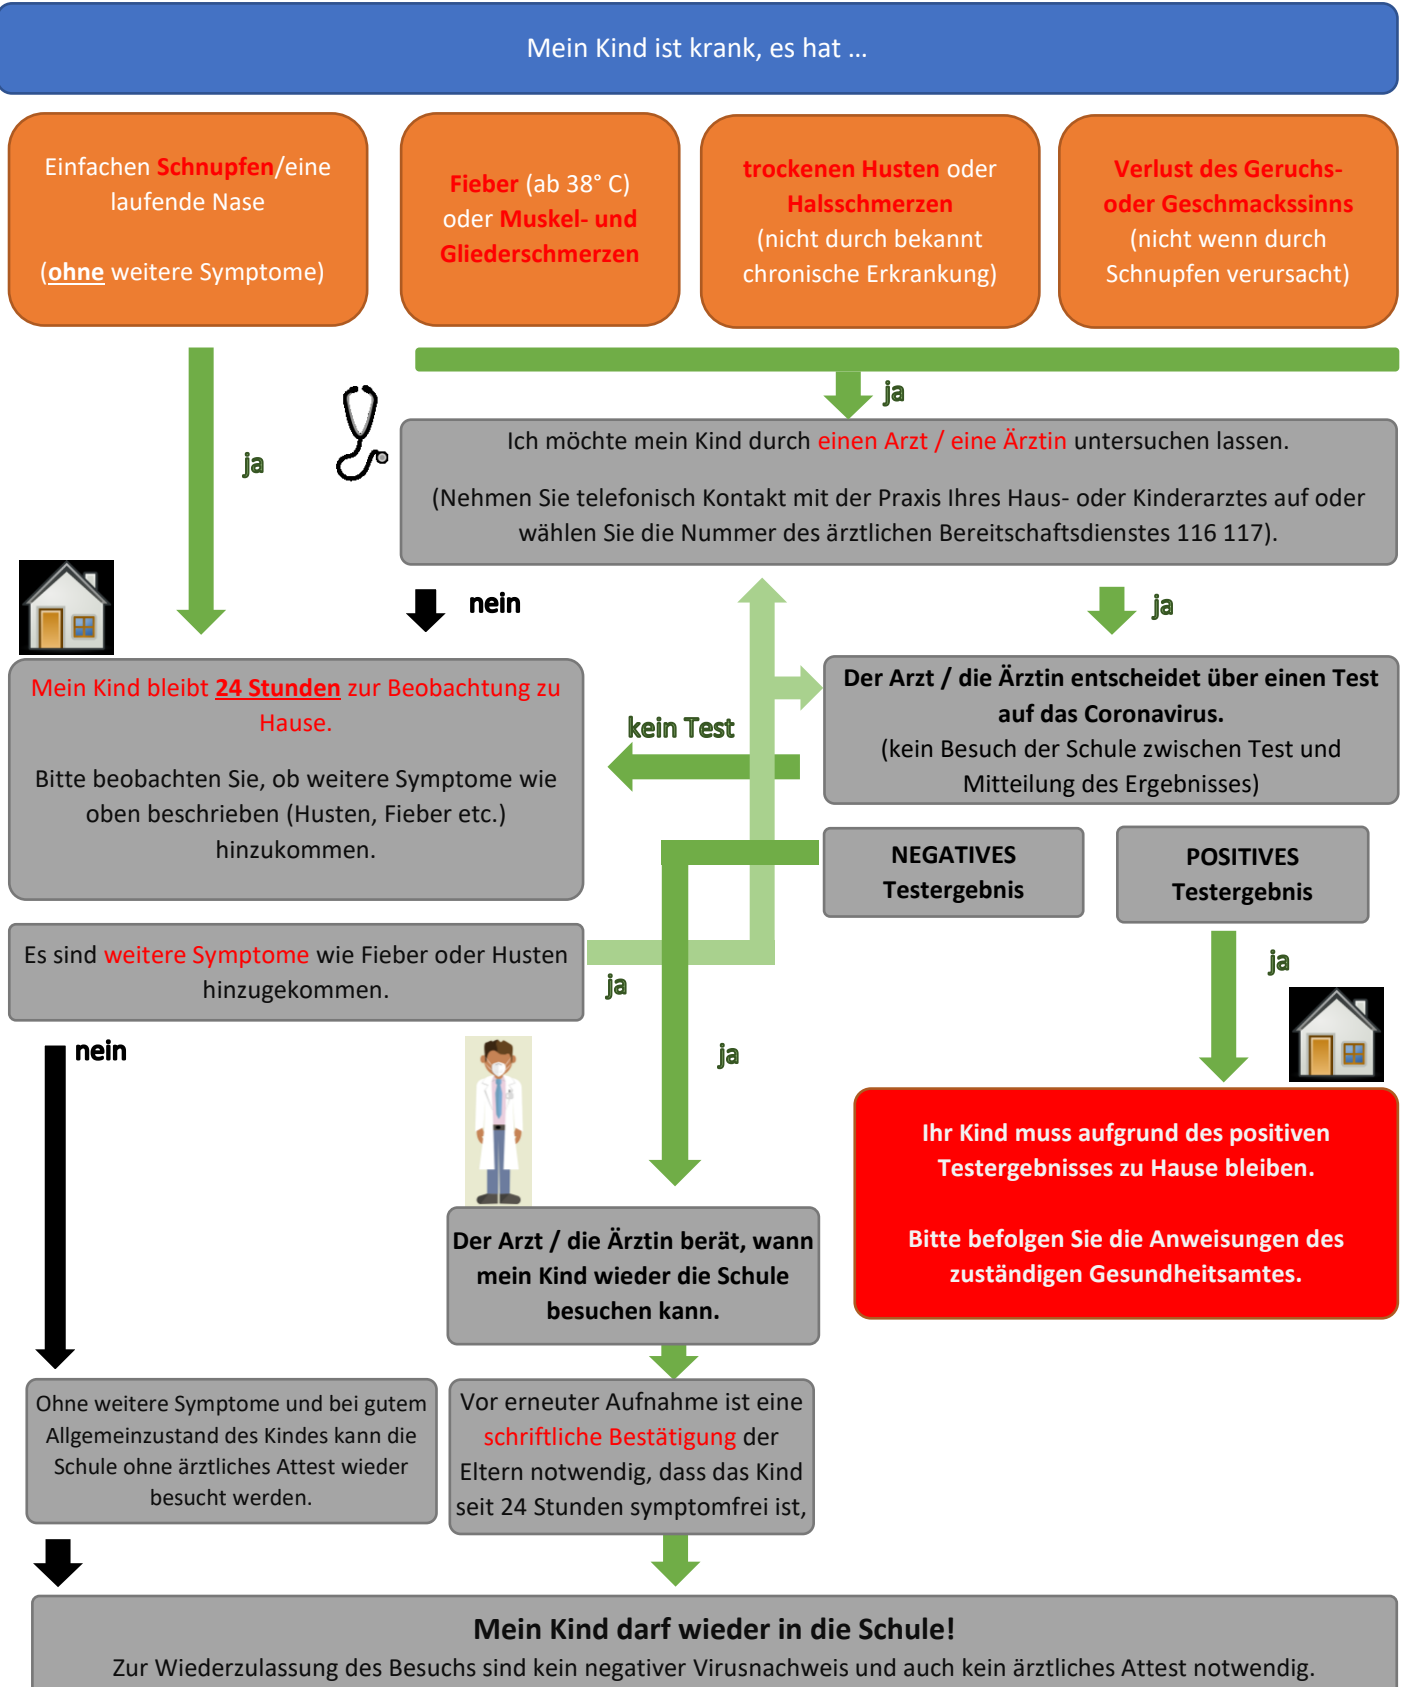 Mein Kind ist krank, es hat …
Einfachen Schnupfen/eine
laufende Nase
(ohne weitere Symptome)
Fieber (ab 38° C)
oder Muskel- und
Gliederschmerzen
trockenen Husten oder
Halsschmerzen
(nicht durch bekannt
chronische Erkrankung)
Verlust des Geruchs-
oder Geschmackssinns
(nicht wenn durch
Schnupfen verursacht)
ja
ja
Ich möchte mein Kind durch einen Arzt / eine Ärztin untersuchen lassen.
(Nehmen Sie telefonisch Kontakt mit der Praxis Ihres Haus- oder Kinderarztes auf oder
wählen Sie die Nummer des ärztlichen Bereitschaftsdienstes 116 117).
nein
ja
Mein Kind bleibt 24 Stunden zur Beobachtung zu
Hause.
Bitte beobachten Sie, ob weitere Symptome wie
oben beschrieben (Husten, Fieber etc.)
hinzukommen.
kein Test
Der Arzt / die Ärztin entscheidet über einen Test
auf das Coronavirus.
(kein Besuch der Schule zwischen Test und
Mitteilung des Ergebnisses)
NEGATIVES
Testergebnis
POSITIVES
Testergebnis
Es sind weitere Symptome wie Fieber oder Husten
hinzugekommen.
ja
ja
nein
ja
Ihr Kind muss aufgrund des positiven
Testergebnisses zu Hause bleiben.
Bitte befolgen Sie die Anweisungen des
zuständigen Gesundheitsamtes.
Der Arzt / die Ärztin berät, wann
mein Kind wieder die Schule
besuchen kann.
Ohne weitere Symptome und bei gutem
Allgemeinzustand des Kindes kann die
Schule ohne ärztliches Attest wieder
besucht werden.
Vor erneuter Aufnahme ist eine
schriftliche Bestätigung der
Eltern notwendig, dass das Kind
seit 24 Stunden symptomfrei ist,
Mein Kind darf wieder in die Schule!
Zur Wiederzulassung des Besuchs sind kein negativer Virusnachweis und auch kein ärztliches Attest notwendig.